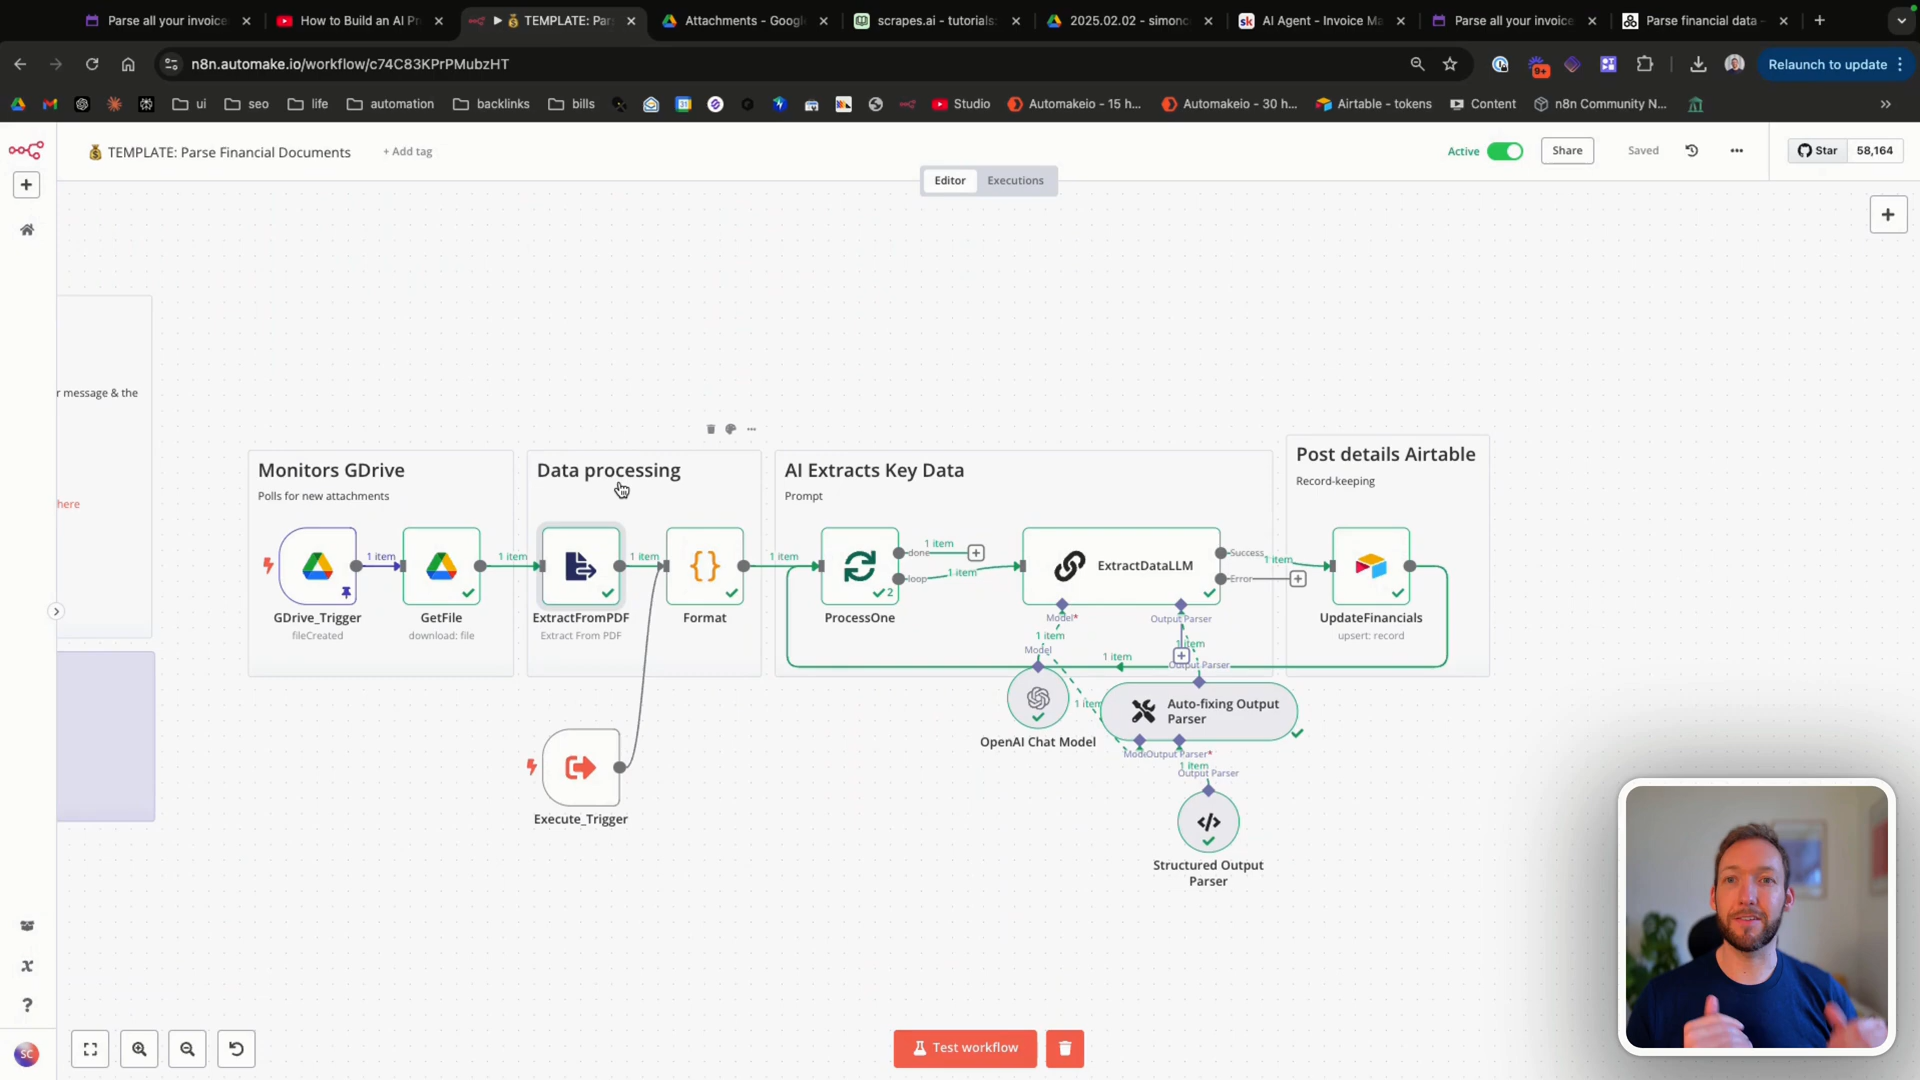 Parse all your invoice
How to Build an AI Pr
TEMPLATE: Par
Attachments - Googl
scrapes.ai - tutorials
2025.02.02 - simonc
AI Agent - Invoice Ma
Parse all your invoice
Parse financial data -
n8n.automake.io/workflow/c74C83KPrPMubzHT
9+
Relaunch to update
ui
seo
life
automation
backlinks
bills
Studio
Automakeio - 15 h...
Automakeio - 30 h...
Airtable - tokens
Content
n8n Community N...
TEMPLATE: Parse Financial Documents
+ Add tag
Active
Share
Saved
Star
58,164
Editor
Executions
r message & the
here
Monitors GDrive
Polls for new attachments
Data processing
AI Extracts Key Data
Prompt
Post details Airtable
Record-keeping
1 item
1 item
1 item
1 item
done
1 item
loop
1 item
ExtractDataLLM
Success
1 item
Error
2
GDrive_Trigger
fileCreated
GetFile
download: file
ExtractFromPDF
Extract From PDF
Format
ProcessOne
Model*
Output Parser
UpdateFinancials
upsert: record
1 item
1 item
Model
1 item
Output Parser
1 item
OpenAI Chat Model
Auto-fixing Output
Parser
Output Parser*
1 item
Output Parser
Structured Output
Parser
Execute_Trigger
SC
Test workflow